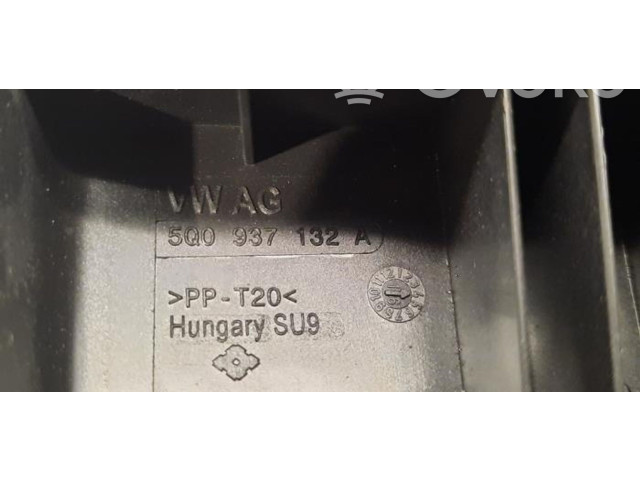 VW AG
5Q0 937 132 A
>PP-T20<
Hungary SU9